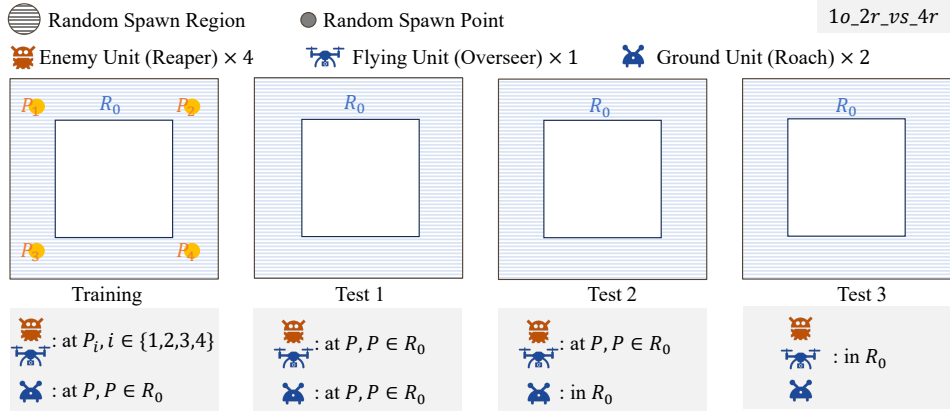 Random Spawn Region
Random Spawn Point
1o_2r_vs_4r
Enemy Unit (Reaper) × 4
Flying Unit (Overseer) × 1
Ground Unit (Roach) × 2
P₁ R₀ P₂
R₀
R₀
R₀
P₃ P₄
Training
Test 1
Test 2
Test 3
: at Pᵢ, i ∈ {1,2,3,4}
: at P, P ∈ R₀
: at P, P ∈ R₀
: at P, P ∈ R₀
: at P, P ∈ R₀
: in R₀
: in R₀